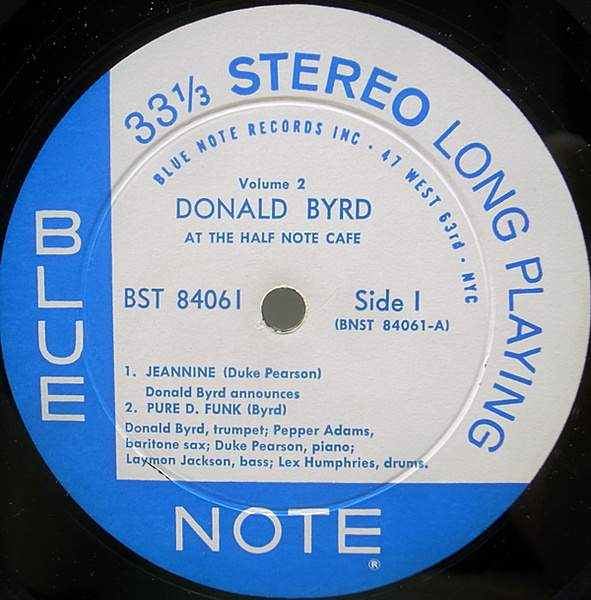 33⅓ STEREO LONG PLAYING
BLUE NOTE RECORDS INC • 47 WEST 63rd • NYC
Volume 2
DONALD BYRD
AT THE HALF NOTE CAFE
BST 84061
Side 1
(BNST 84061-A)
1. JEANNINE (Duke Pearson)
Donald Byrd announces
2. PURE D. FUNK (Byrd)
Donald Byrd, trumpet; Pepper Adams,
baritone sax; Duke Pearson, piano;
Laymon Jackson, bass; Lex Humphries, drums.
BLUE
NOTE
®